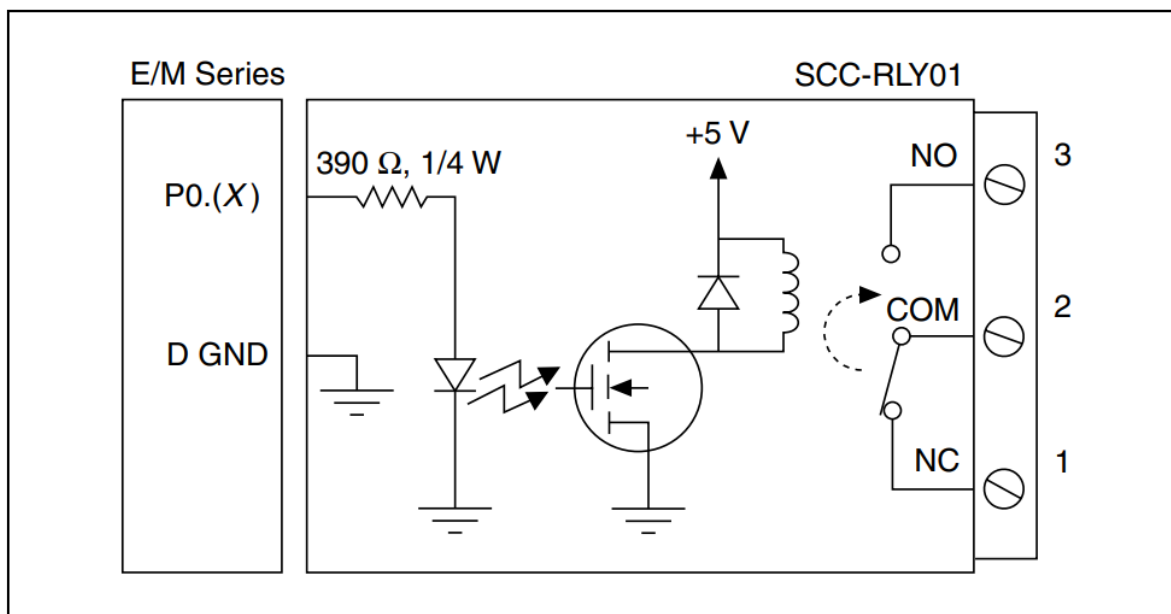 E/M Series
SCC-RLY01
+5 V
390 Ω, 1/4 W
NO
3
P0.(X)
COM
2
D GND
NC
1